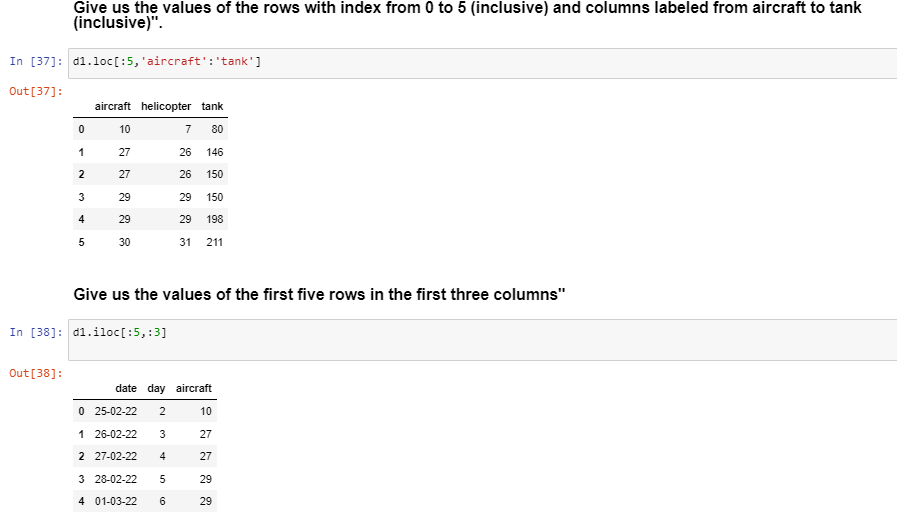 Give us the values of the rows with index from 0 to 5 (inclusive) and columns labeled from aircraft to tank
(inclusive)".
In [37]: d1.loc[:5,'aircraft':'tank']
Out[37]:
aircraft helicopter tank
0 10 7 80
1 27 26 146
2 27 26 150
3 29 29 150
4 29 29 198
5 30 31 211
Give us the values of the first five rows in the first three columns"
In [38]: d1.iloc[:5,:3]
Out[38]:
date day aircraft
0 25-02-22 2 10
1 26-02-22 3 27
2 27-02-22 4 27
3 28-02-22 5 29
4 01-03-22 6 29